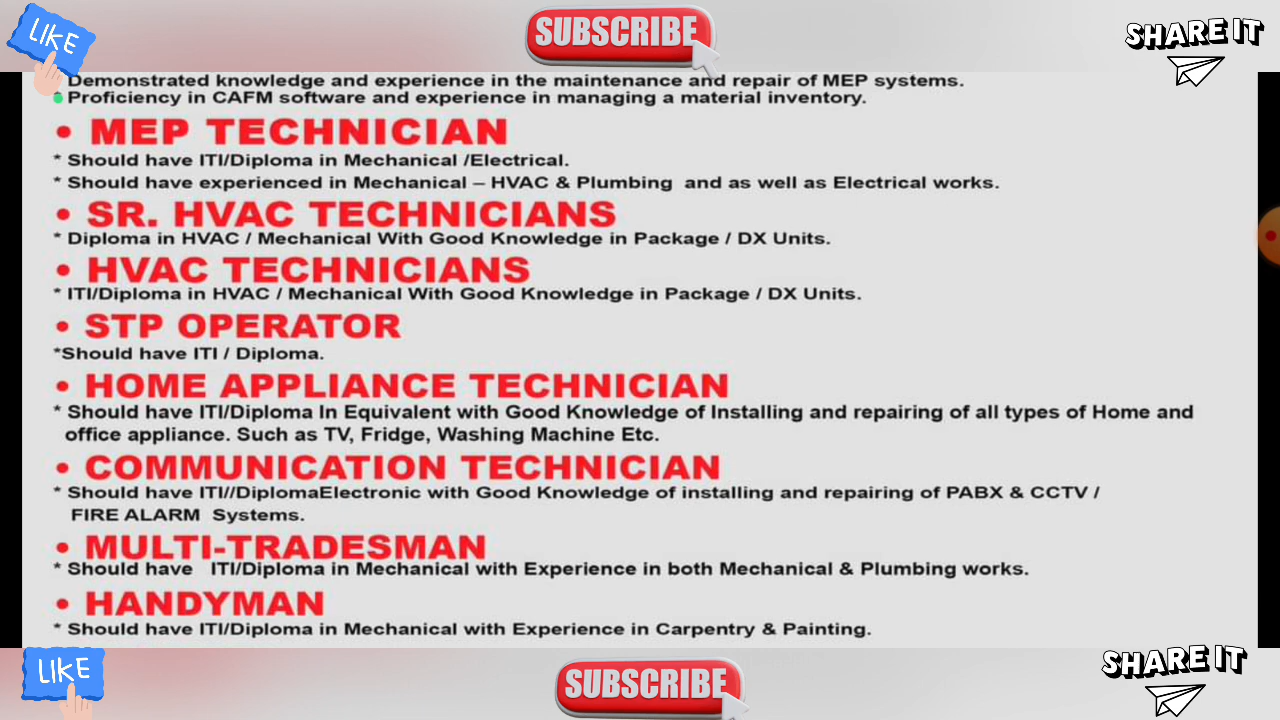 LIKE
SUBSCRIBE
SHARE IT
* Demonstrated knowledge and experience in the maintenance and repair of MEP systems.
* Proficiency in CAFM software and experience in managing a material inventory.
• MEP TECHNICIAN
* Should have ITI/Diploma in Mechanical /Electrical.
* Should have experienced in Mechanical – HVAC & Plumbing and as well as Electrical works.
• SR. HVAC TECHNICIANS
* Diploma in HVAC / Mechanical With Good Knowledge in Package / DX Units.
• HVAC TECHNICIANS
* ITI/Diploma in HVAC / Mechanical With Good Knowledge in Package / DX Units.
• STP OPERATOR
*Should have ITI / Diploma.
• HOME APPLIANCE TECHNICIAN
* Should have ITI/Diploma In Equivalent with Good Knowledge of Installing and repairing of all types of Home and
office appliance. Such as TV, Fridge, Washing Machine Etc.
• COMMUNICATION TECHNICIAN
* Should have ITI//DiplomaElectronic with Good Knowledge of installing and repairing of PABX & CCTV /
FIRE ALARM Systems.
• MULTI-TRADESMAN
* Should have ITI/Diploma in Mechanical with Experience in both Mechanical & Plumbing works.
• HANDYMAN
* Should have ITI/Diploma in Mechanical with Experience in Carpentry & Painting.
LIKE
SUBSCRIBE
SHARE IT